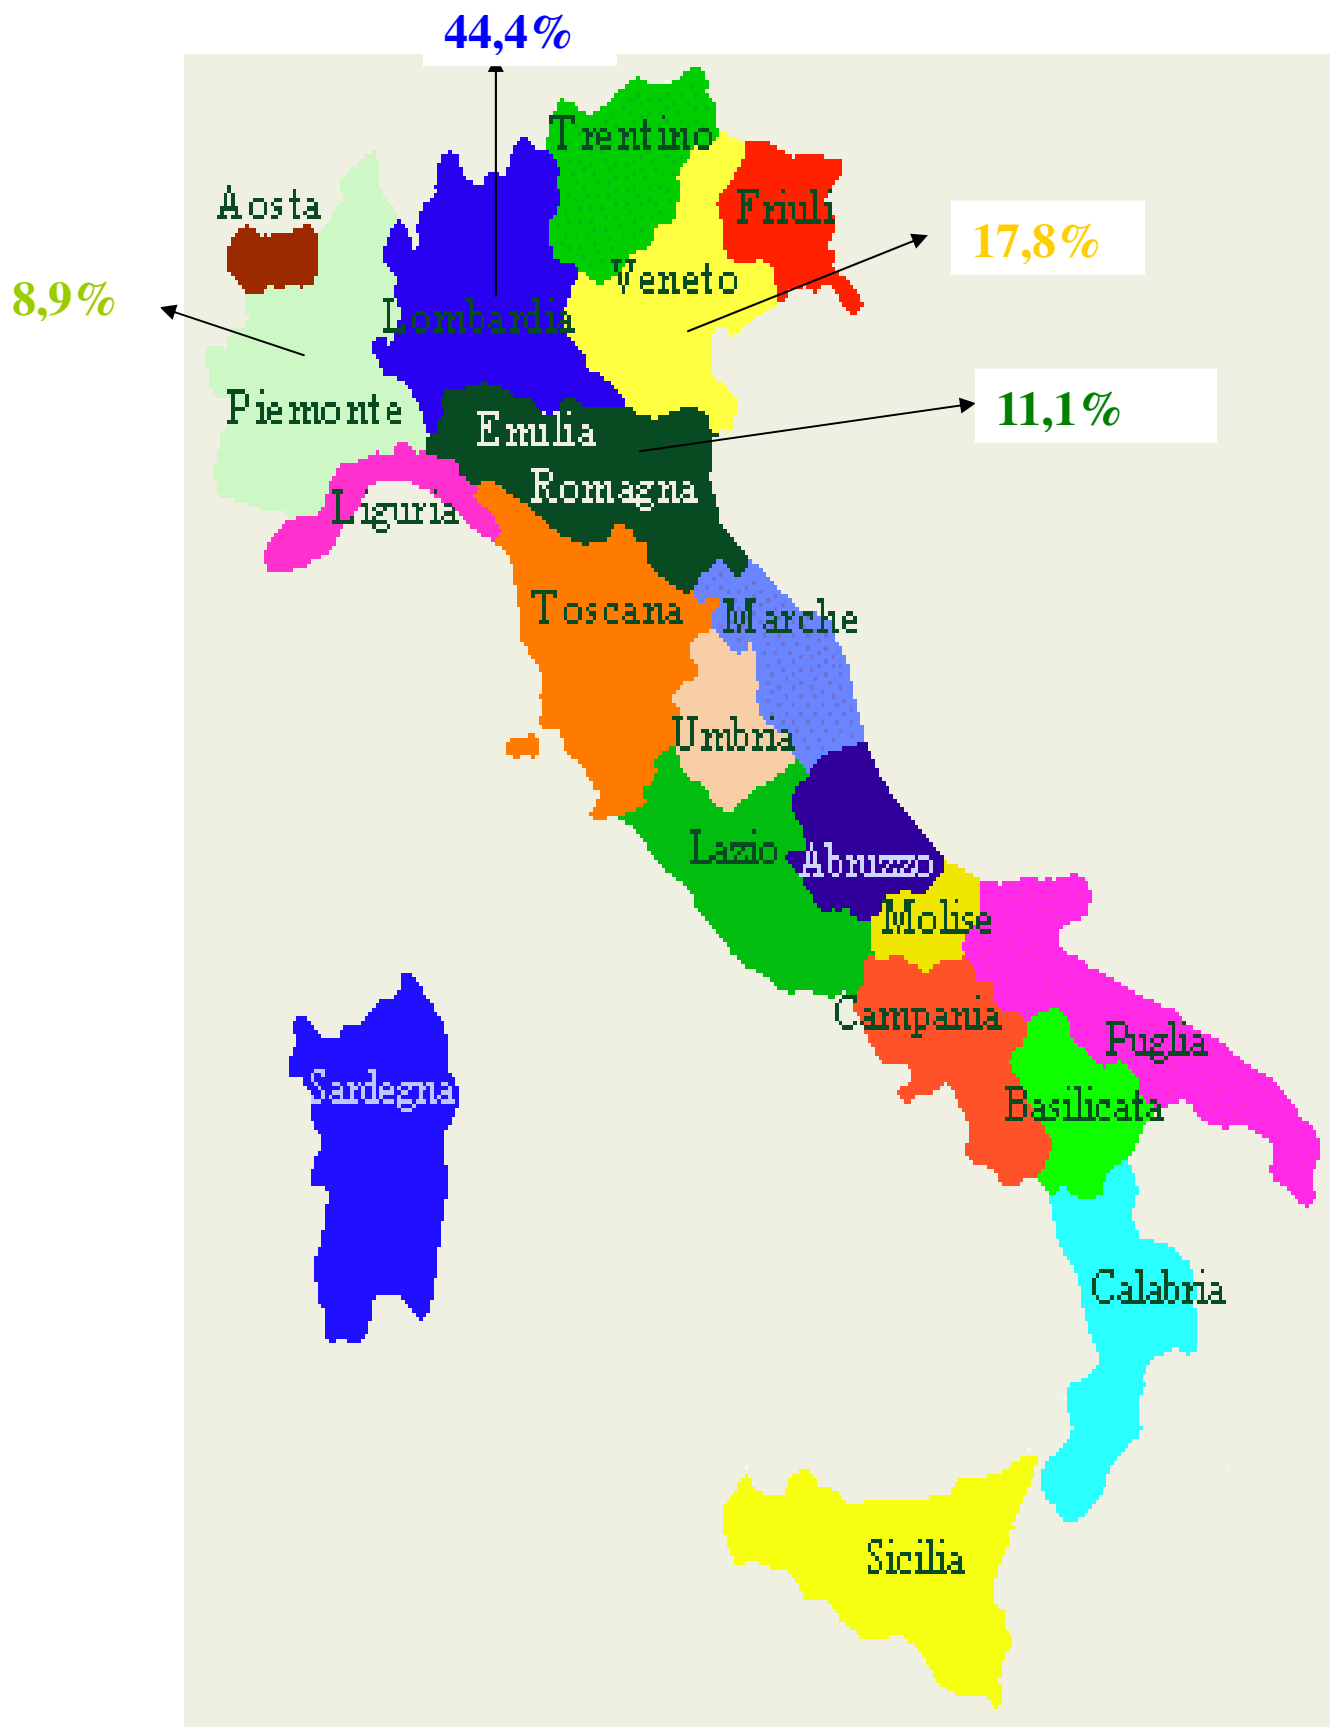 44,4%
Trentino
Aosta
Friuli
17,8%
Veneto
8,9%
Lombardia
Piemonte
11,1%
Emilia
Romagna
Liguria
Toscana
Marche
Umbria
Lazio
Abruzzo
Molise
Campania
Puglia
Sardegna
Basilicata
Calabria
Sicilia